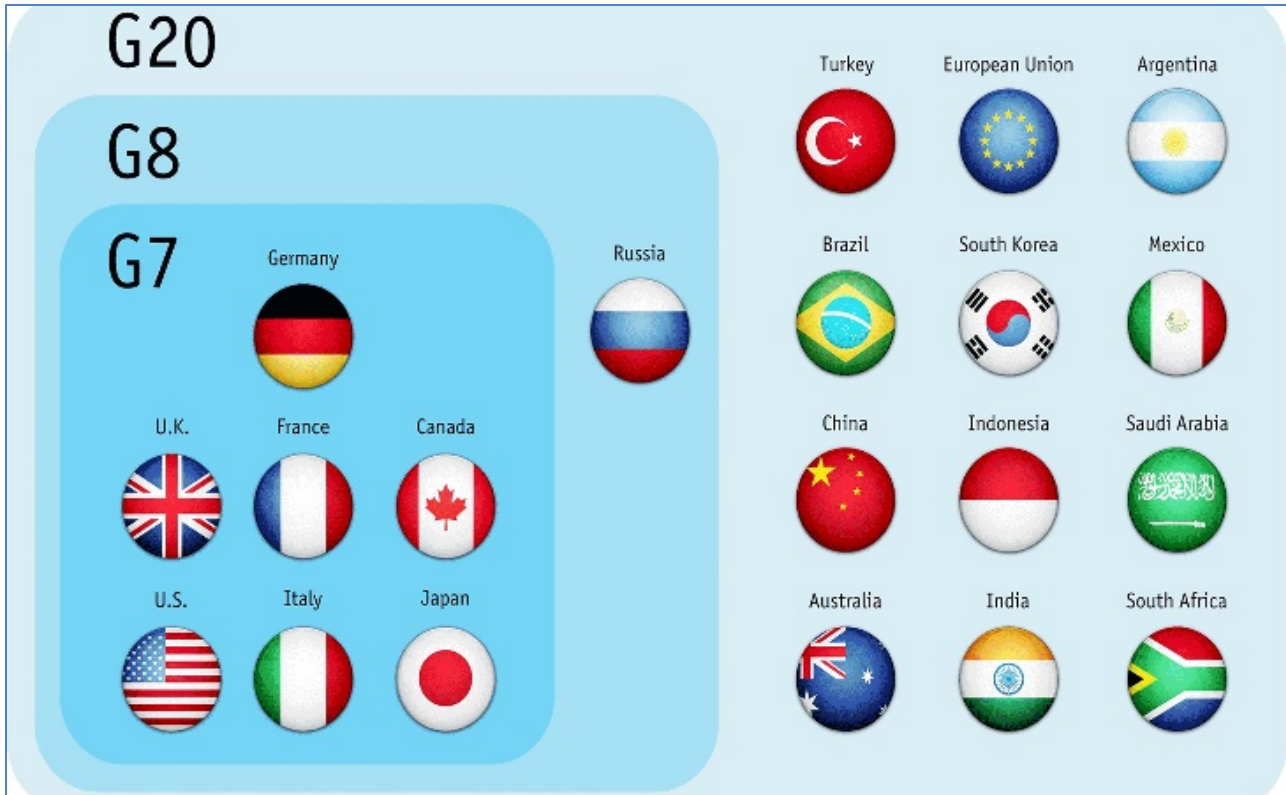 G20
G8
G7
Germany
U.K.
France
Canada
U.S.
Italy
Japan
Russia
Turkey
European Union
Argentina
Brazil
South Korea
Mexico
China
Indonesia
Saudi Arabia
Australia
India
South Africa